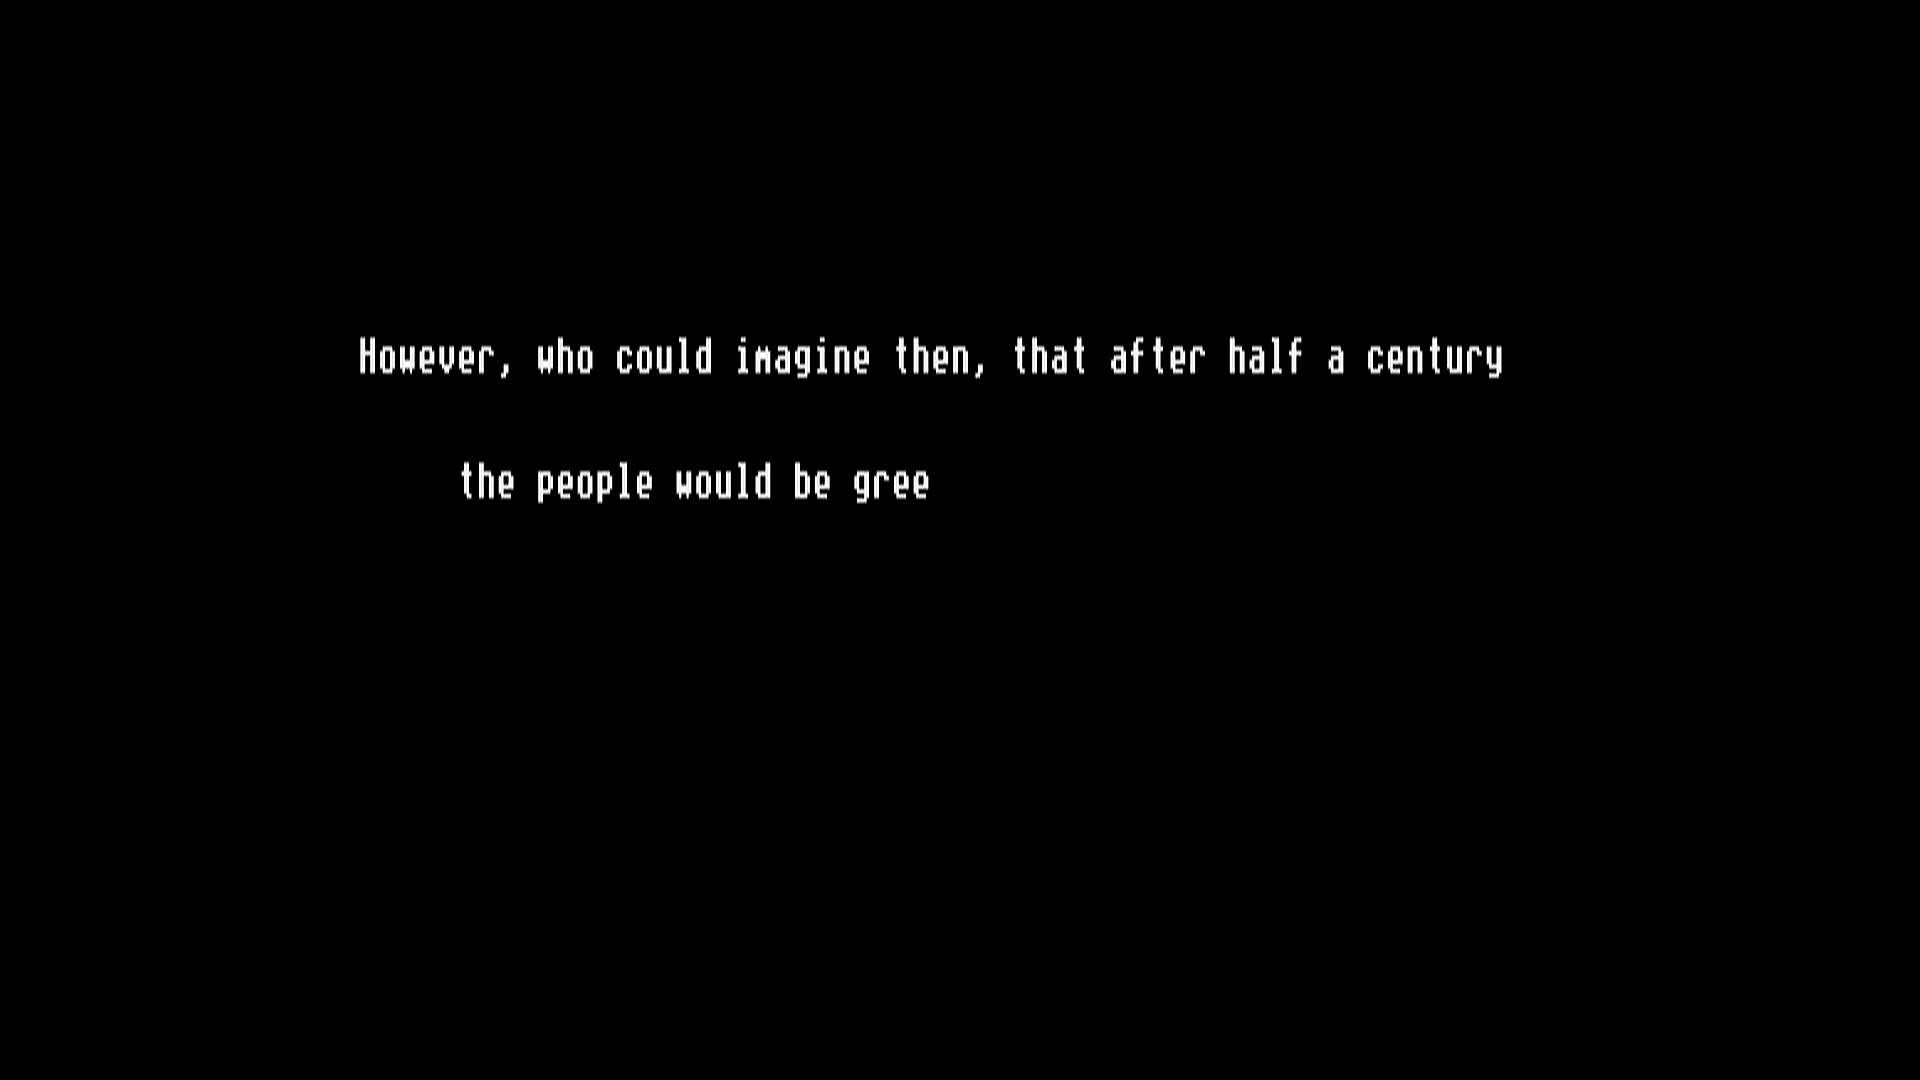 However, who could imagine then, that after half a century
the people would be gree